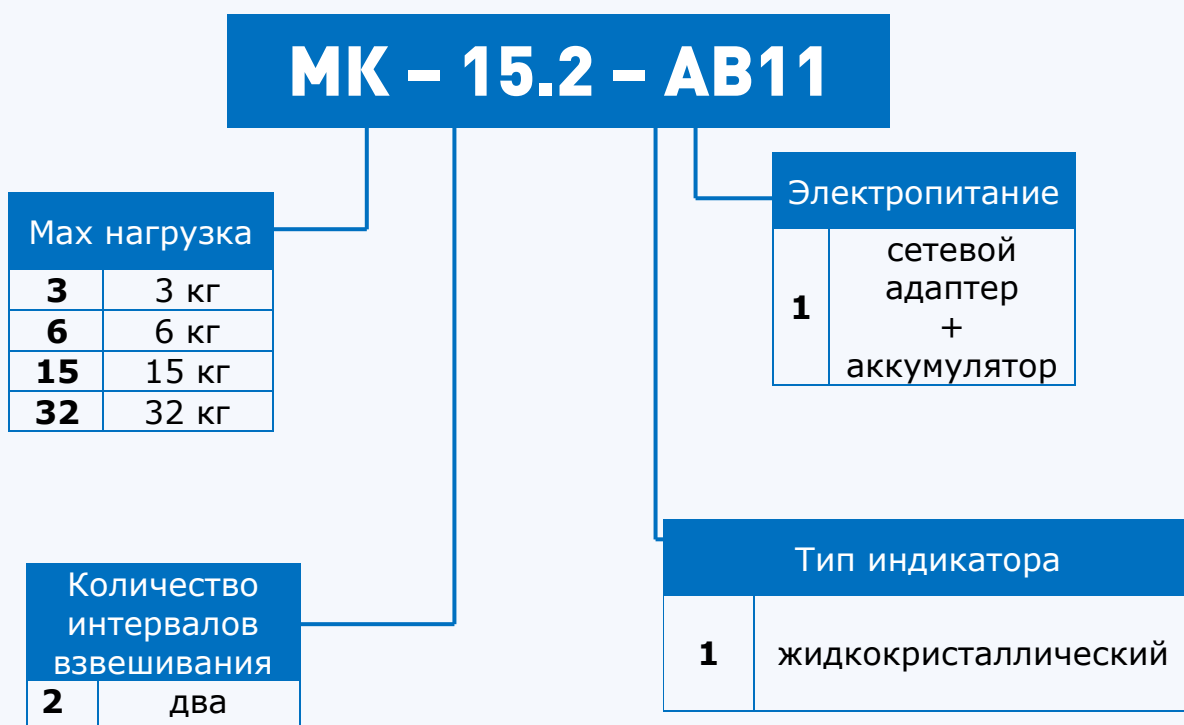 МК – 15.2 – АВ11
Мах нагрузка
3 3 кг
6 6 кг
15 15 кг
32 32 кг
Электропитание
1 сетевой
адаптер
+
аккумулятор
Количество
интервалов
взвешивания
2 два
Тип индикатора
1 жидкокристаллический